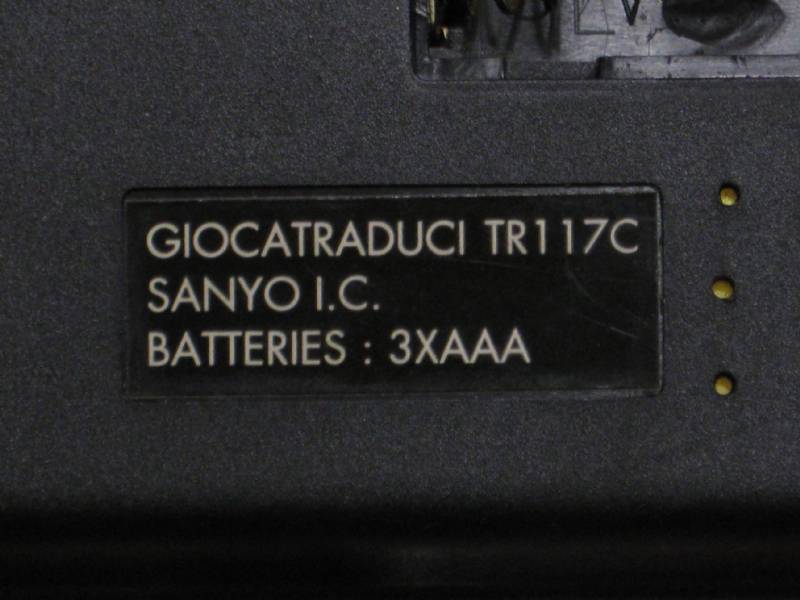 GIOCATRADUCI TR117C
SANYO I.C.
BATTERIES : 3XAAA